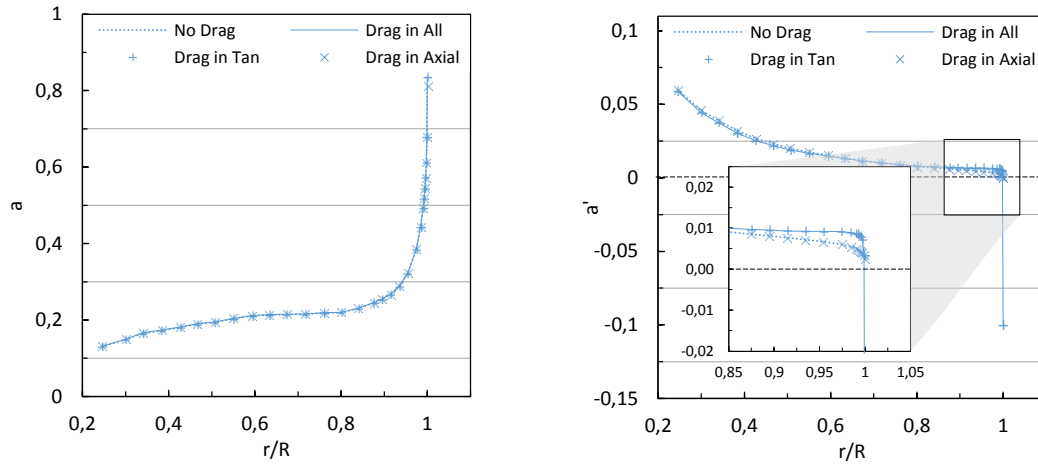 No Drag
Drag in All
Drag in Tan
Drag in Axial
1
0,8
0,6
0,4
0,2
0
a
0,2
0,4
0,6
0,8
1
r/R
No Drag
Drag in All
Drag in Tan
Drag in Axial
0,1
0,05
0
-0,05
-0,1
-0,15
a'
0,2
0,4
0,6
0,8
1
r/R
0,02
0,01
0,00
-0,01
-0,02
0,85
0,9
0,95
1
1,05